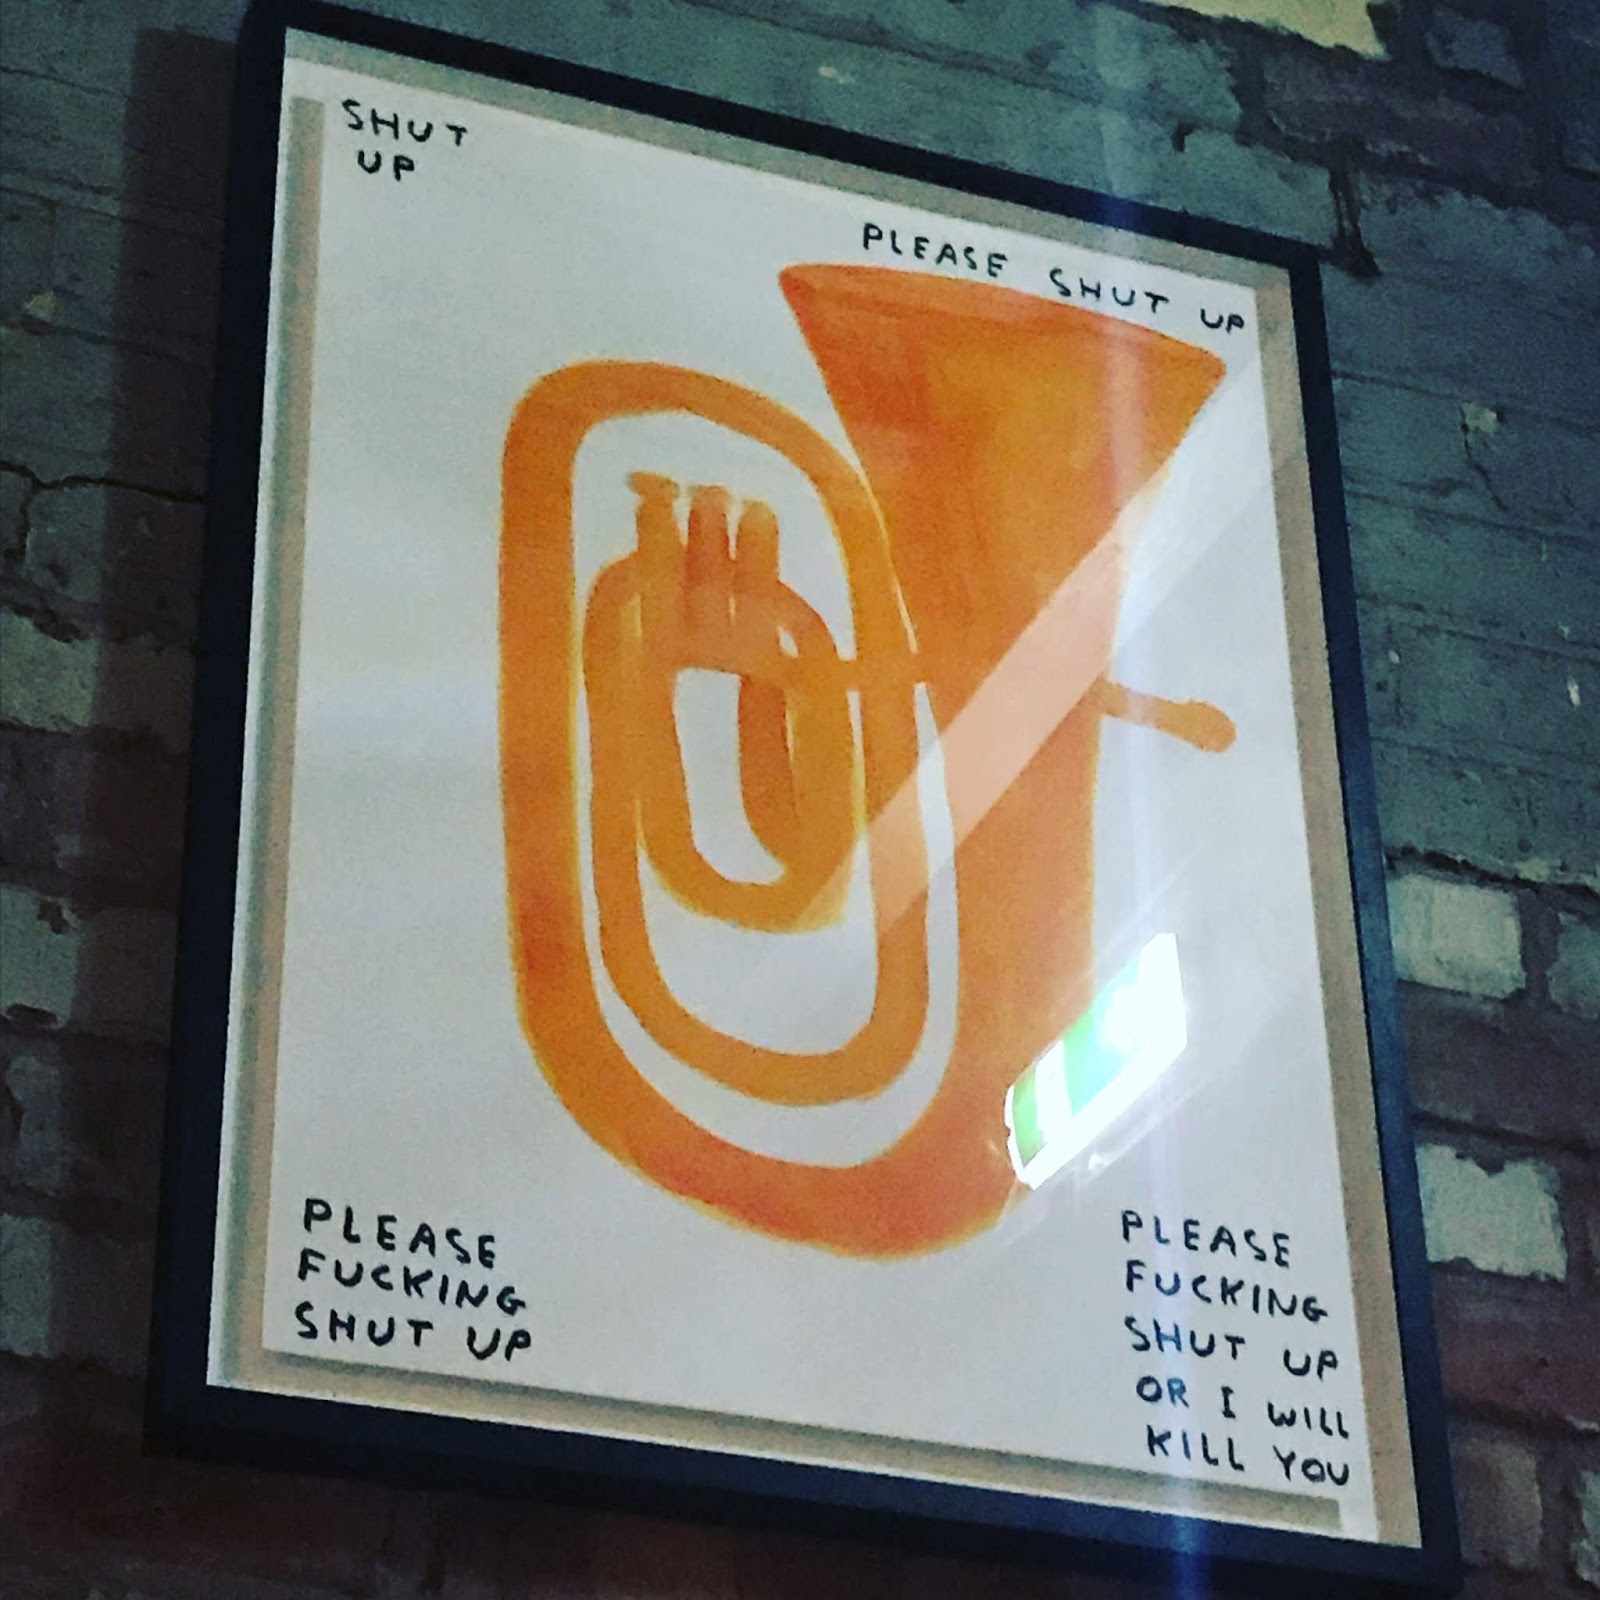 SHUT
UP
PLEASE SHUT UP
PLEASE
FUCKING
SHUT UP
PLEASE
FUCKING
SHUT UP
OR I WILL
KILL YOU